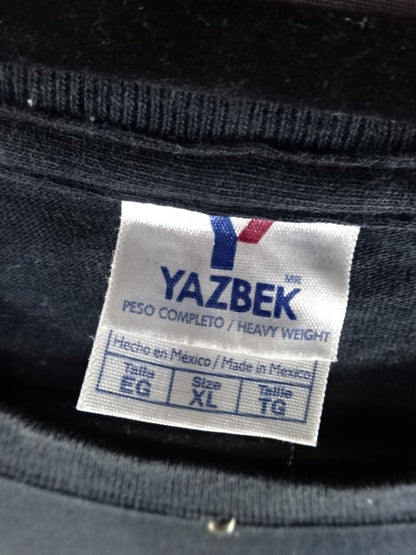 YAZBEK MR
PESO COMPLETO / HEAVY WEIGHT
Hecho en México / Made in Mexico
Talla Size Taille
EG XL TG